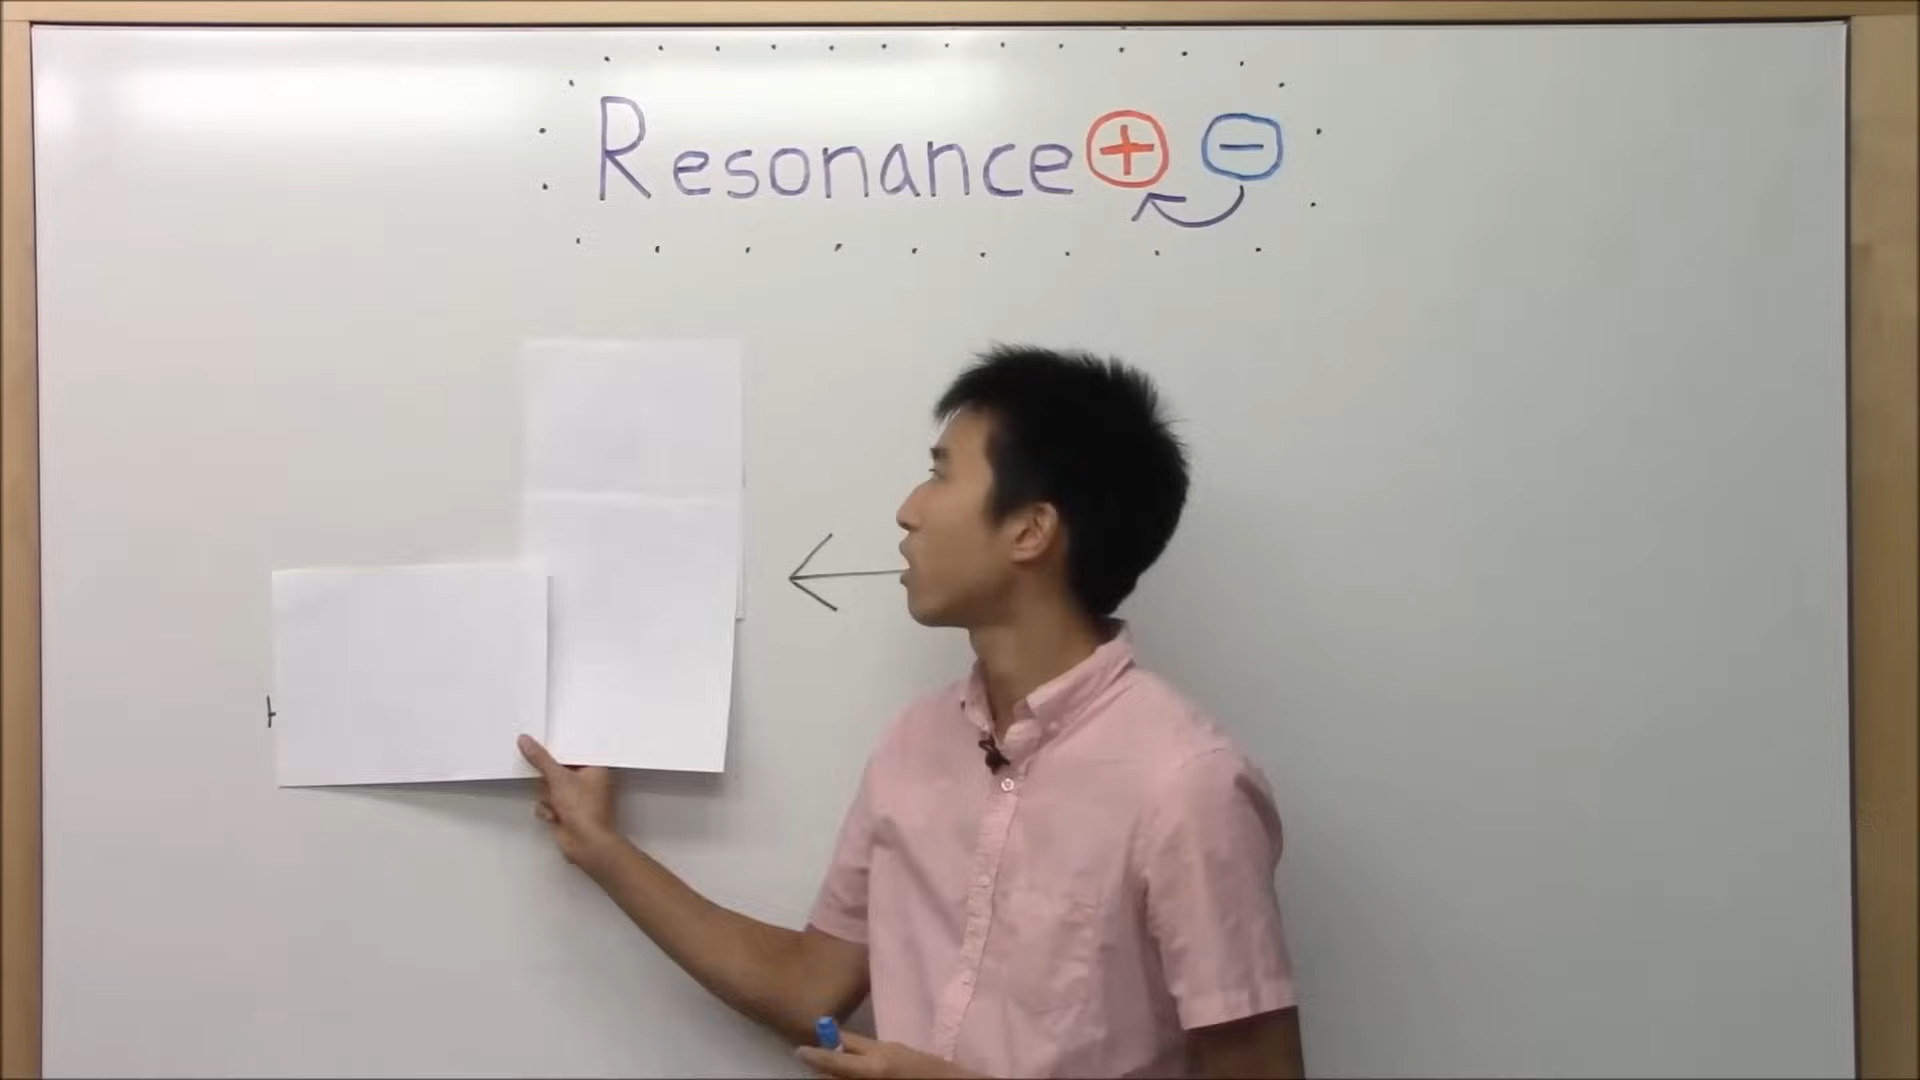 Resonance ⊕ ⊖